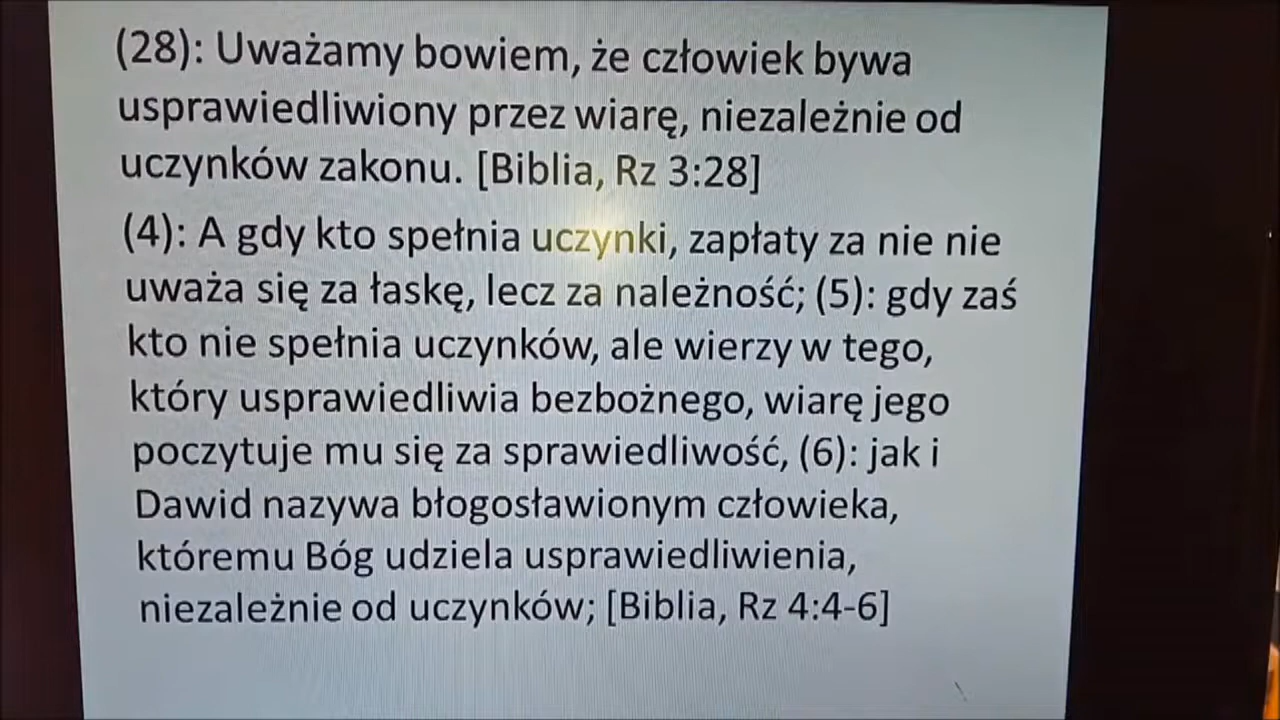 (28): Uważamy bowiem, że człowiek bywa
usprawiedliwiony przez wiarę, niezależnie od
uczynków zakonu. [Biblia, Rz 3:28]
(4): A gdy kto spełnia uczynki, zapłaty za nie nie
uważa się za łaskę, lecz za należność; (5): gdy zaś
kto nie spełnia uczynków, ale wierzy w tego,
który usprawiedliwia bezbożnego, wiarę jego
poczytuje mu się za sprawiedliwość, (6): jak i
Dawid nazywa błogosławionym człowieka,
któremu Bóg udziela usprawiedliwienia,
niezależnie od uczynków; [Biblia, Rz 4:4-6]